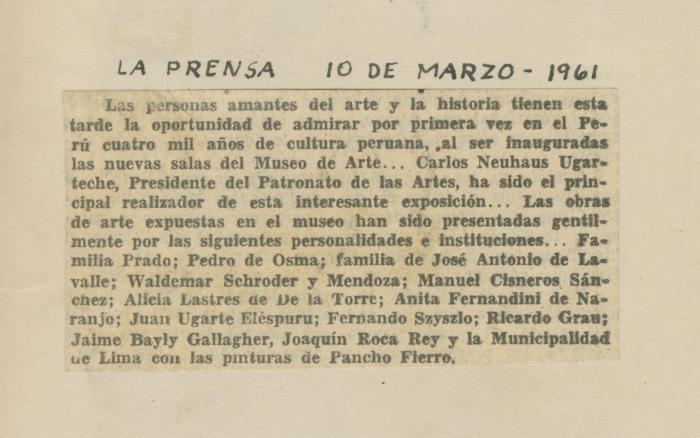 LA PRENSA 10 DE MARZO - 1961
Las personas amantes del arte y la historia tienen esta
tarde la oportunidad de admirar por primera vez en el Pe-
rú cuatro mil años de cultura peruana, al ser inauguradas
las nuevas salas del Museo de Arte... Carlos Neuhaus Ugar-
teche, Presidente del Patronato de las Artes, ha sido el prin-
cipal realizador de esta interesante exposición... Las obras
de arte expuestas en el museo han sido presentadas gentil-
mente por las siguientes personalidades e instituciones... Fa-
milia Prado; Pedro de Osma; familia de José Antonio de La-
valle; Waldemar Schroder y Mendoza; Manuel Cisneros Sán-
chez; Alicia Lastres de De la Torre; Anita Fernandini de Na-
ranjo; Juan Ugarte Eléspuru; Fernando Szyszlo; Ricardo Grau;
Jaime Bayly Gallagher, Joaquín Roca Rey y la Municipalidad
de Lima con las pinturas de Pancho Fierro.